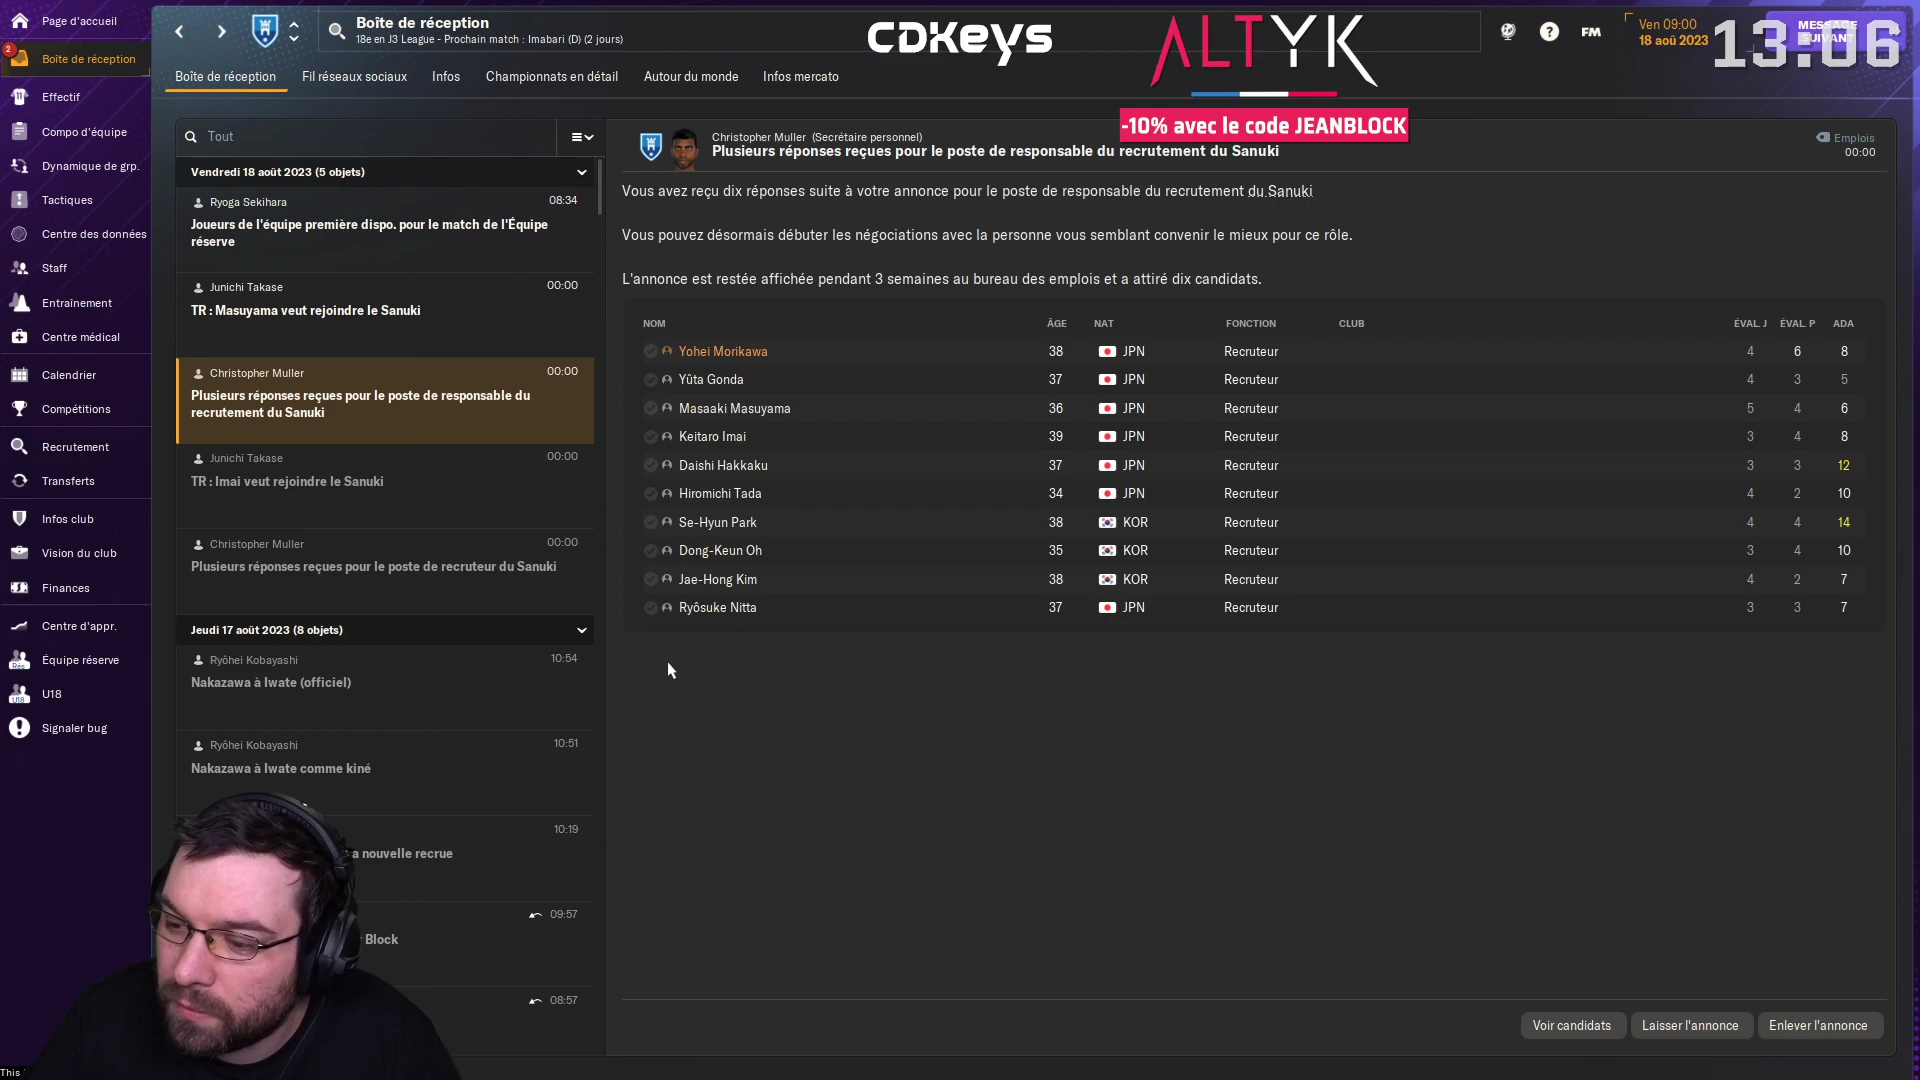 Page d'accueil
2
Boîte de réception
Effectif
Compo d'équipe
Dynamique de grp.
Tactiques
Centre des données
Staff
Entraînement
Centre médical
Calendrier
Compétitions
Recrutement
Transferts
Infos club
Vision du club
Finances
Centre d'appr.
Équipe réserve
U18
Signaler bug
Boîte de réception
18e en J3 League - Prochain match : Imabari (D) (2 jours)
CDKeys
ALTYK
-10% avec le code JEANBLOCK
FM
Ven 09:00
18 aoû 2023
MESSAGE
SUIVANT
13:06
Boîte de réception
Fil réseaux sociaux
Infos
Championnats en détail
Autour du monde
Infos mercato
Tout
Vendredi 18 août 2023 (5 objets)
Ryoga Sekihara 08:34
Joueurs de l'équipe première dispo. pour le match de l'Équipe
réserve
Junichi Takase 00:00
TR : Masuyama veut rejoindre le Sanuki
Christopher Muller 00:00
Plusieurs réponses reçues pour le poste de responsable du
recrutement du Sanuki
Junichi Takase 00:00
TR : Imai veut rejoindre le Sanuki
Christopher Muller 00:00
Plusieurs réponses reçues pour le poste de recruteur du Sanuki
Jeudi 17 août 2023 (8 objets)
Ryôhei Kobayashi 10:54
Nakazawa à Iwate (officiel)
Ryôhei Kobayashi 10:51
Nakazawa à Iwate comme kiné
10:19
a nouvelle recrue
09:57
Block
08:57
Christopher Muller (Secrétaire personnel)
Plusieurs réponses reçues pour le poste de responsable du recrutement du Sanuki
Emplois
00:00
Vous avez reçu dix réponses suite à votre annonce pour le poste de responsable du recrutement du Sanuki
Vous pouvez désormais débuter les négociations avec la personne vous semblant convenir le mieux pour ce rôle.
L'annonce est restée affichée pendant 3 semaines au bureau des emplois et a attiré dix candidats.
NOM ÂGE NAT FONCTION CLUB ÉVAL. J ÉVAL. P ADA
Yohei Morikawa 38 JPN Recruteur 4 6 8
Yûta Gonda 37 JPN Recruteur 4 3 5
Masaaki Masuyama 36 JPN Recruteur 5 4 6
Keitaro Imai 39 JPN Recruteur 3 4 8
Daishi Hakkaku 37 JPN Recruteur 3 3 12
Hiromichi Tada 34 JPN Recruteur 4 2 10
Se-Hyun Park 38 KOR Recruteur 4 4 14
Dong-Keun Oh 35 KOR Recruteur 3 4 10
Jae-Hong Kim 38 KOR Recruteur 4 2 7
Ryôsuke Nitta 37 JPN Recruteur 3 3 7
Voir candidats
Laisser l'annonce
Enlever l'annonce
This